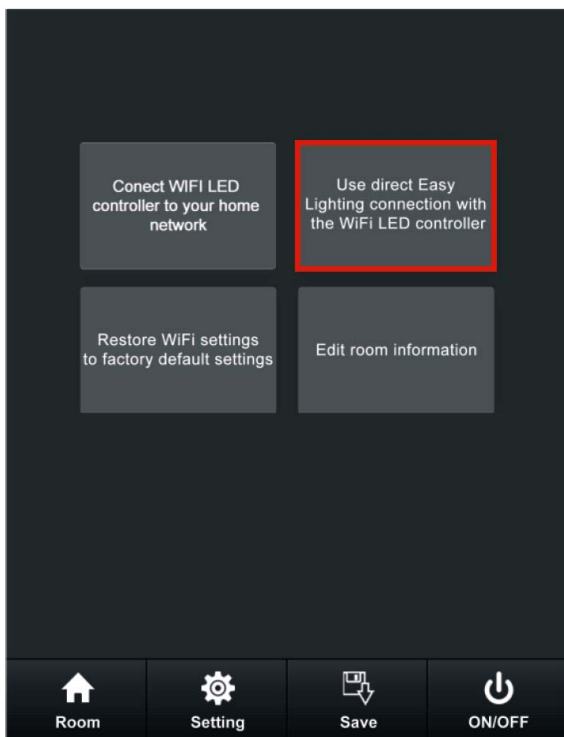 Conect WIFI LED
controller to your home
network
Use direct Easy
Lighting connection with
the WiFi LED controller
Restore WiFi settings
to factory default settings
Edit room information
Room
Setting
Save
ON/OFF